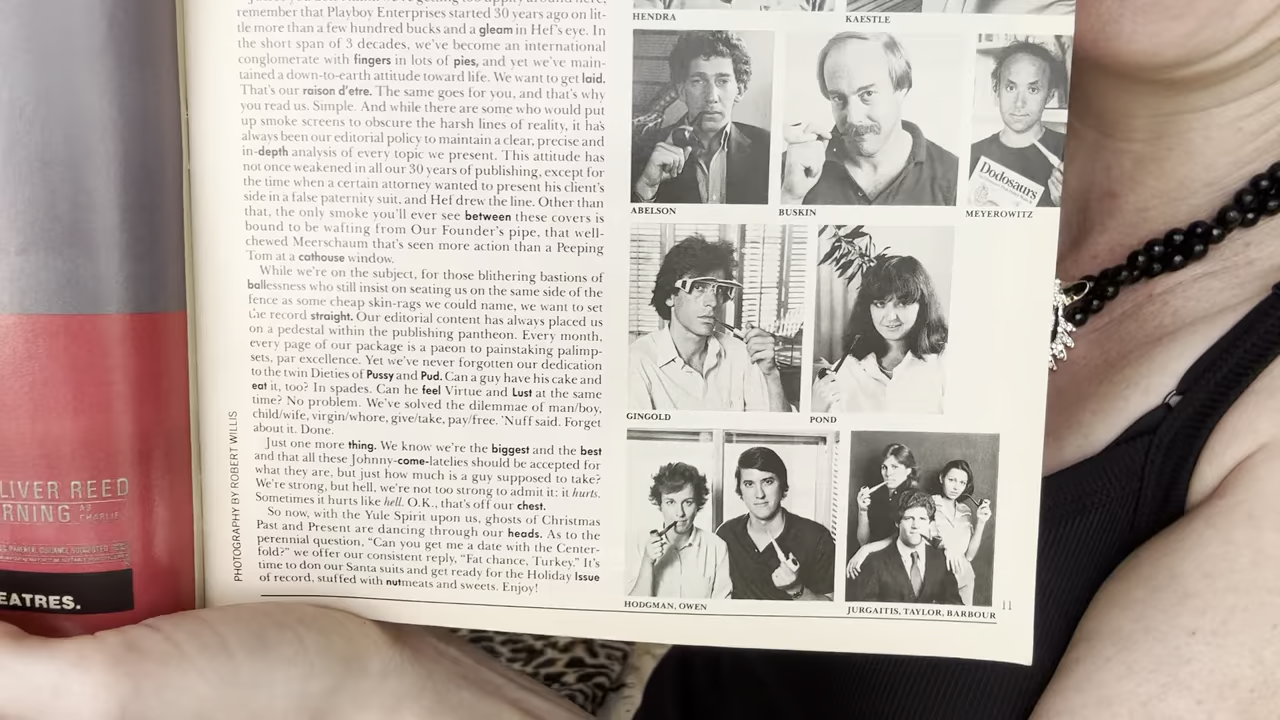 remember that Playboy Enterprises started 30 years ago on lit-
tle more than a few hundred bucks and a gleam in Hef's eye. In
the short span of 3 decades, we've become an international
conglomerate with fingers in lots of pies, and yet we've main-
tained a down-to-earth attitude toward life. We want to get laid.
That's our raison d'etre. The same goes for you, and that's why
you read us. Simple. And while there are some who would put
up smoke screens to obscure the harsh lines of reality, it has
always been our editorial policy to maintain a clear, precise and
in-depth analysis of every topic we present. This attitude has
not once weakened in all our 30 years of publishing, except for
the time when a certain attorney wanted to present his client's
side in a false paternity suit, and Hef drew the line. Other than
that, the only smoke you'll ever see between these covers is
bound to be wafting from Our Founder's pipe, that well-
chewed Meerschaum that's seen more action than a Peeping
Tom at a cathouse window.
While we're on the subject, for those blithering bastions of
ballessness who still insist on seating us on the same side of the
fence as some cheap skin-rags we could name, we want to set
the record straight. Our editorial content has always placed us
on a pedestal within the publishing pantheon. Every month,
every page of our package is a paeon to painstaking palimp-
sets, par excellence. Yet we've never forgotten our dedication
to the twin Dieties of Pussy and Pud. Can a guy have his cake and
eat it, too? In spades. Can he feel Virtue and Lust at the same
time? No problem. We've solved the dilemmae of man/boy,
child/wife, virgin/whore, give/take, pay/free. 'Nuff said. Forget
about it. Done.
Just one more thing. We know we're the biggest and the best
and that all these Johnny-come-latelies should be accepted for
what they are, but just how much is a guy supposed to take?
We're strong, but hell, we're not too strong to admit it: it hurts.
Sometimes it hurts like hell. O.K., that's off our chest.
So now, with the Yule Spirit upon us, ghosts of Christmas
Past and Present are dancing through our heads. As to the
perennial question, "Can you get me a date with the Center-
fold?" we offer our consistent reply, "Fat chance, Turkey." It's
time to don our Santa suits and get ready for the Holiday Issue
of record, stuffed with nutmeats and sweets. Enjoy!
PHOTOGRAPHY BY ROBERT WILLIS
HENDRA
KAESTLE
ABELSON
BUSKIN
MEYEROWITZ
Dodosaurs
GINGOLD
POND
HODGMAN, OWEN
JURGAITIS, TAYLOR, BARBOUR
11
LIVER REED
RNING AS CHARLIE
EATRES.